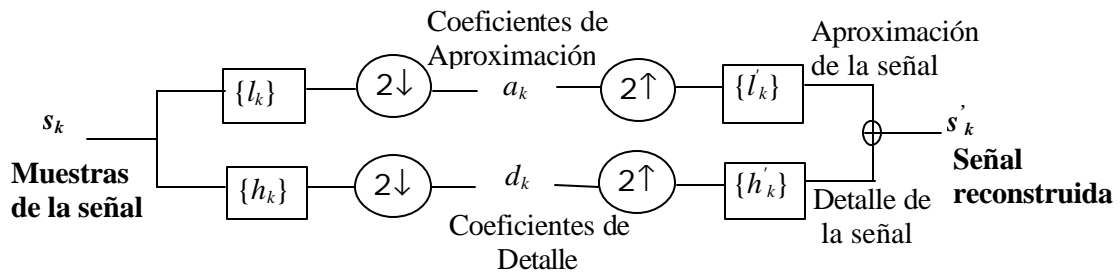 Coeficientes de
Aproximación
Aproximación
de la señal
{l_k}
2↓
a_k
2↑
{l'_k}
s_k
s'_k
Muestras
de la señal
Señal
reconstruida
{h_k}
2↓
d_k
2↑
{h'_k}
Coeficientes de
Detalle
Detalle de
la señal